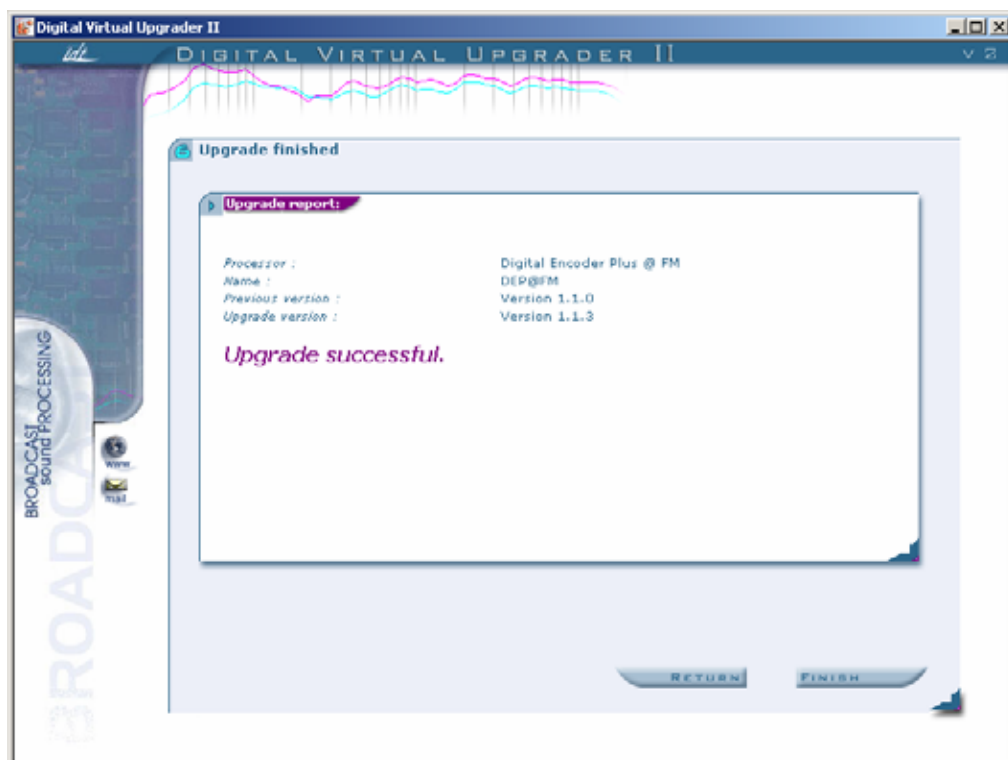 Digital Virtual Upgrader II
idt
DIGITAL VIRTUAL UPGRADER II
V 2
Upgrade finished
Upgrade report:
Processor : Digital Encoder Plus @ FM
Name : DEP@FM
Previous version : Version 1.1.0
Upgrade version : Version 1.1.3
Upgrade successful.
BROADCAST
sound PROCESSING
www
mail
BROADCAST
RETURN
FINISH